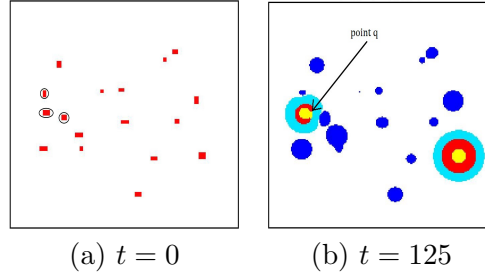 point q
(a) t = 0
(b) t = 125